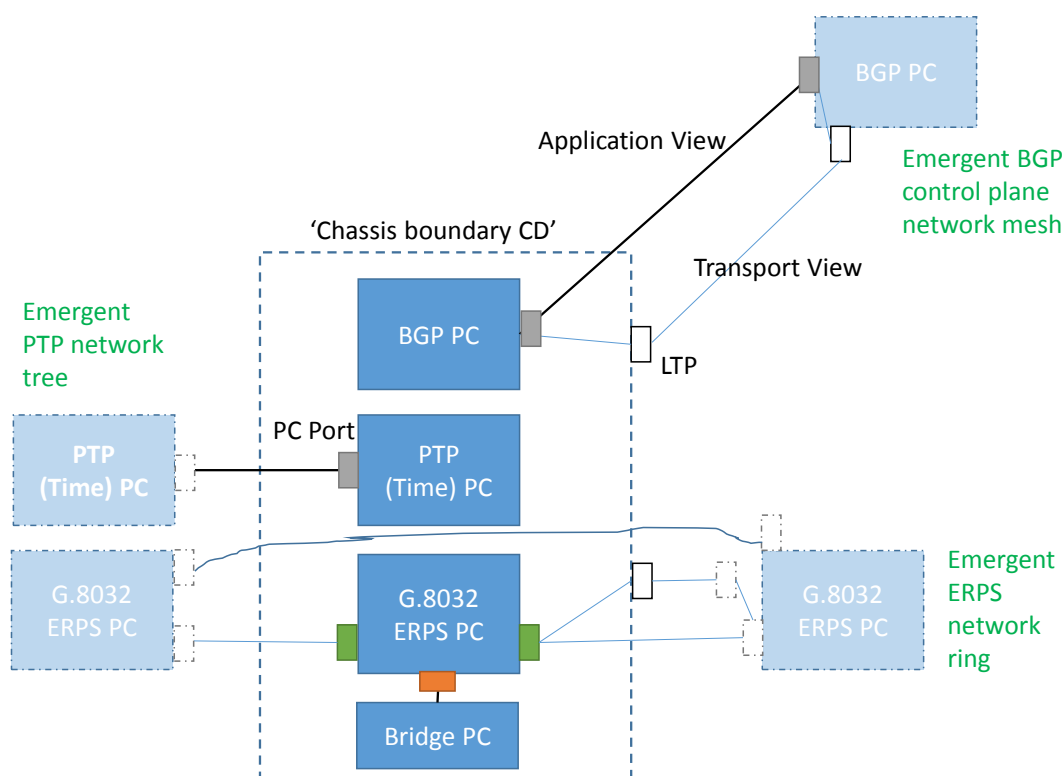 BGP PC
Application View
Emergent BGP
control plane
network mesh
‘Chassis boundary CD’
Transport View
Emergent
PTP network
tree
BGP PC
LTP
PC Port
PTP
(Time) PC
PTP
(Time) PC
G.8032
ERPS PC
G.8032
ERPS PC
G.8032
ERPS PC
Emergent
ERPS
network
ring
Bridge PC